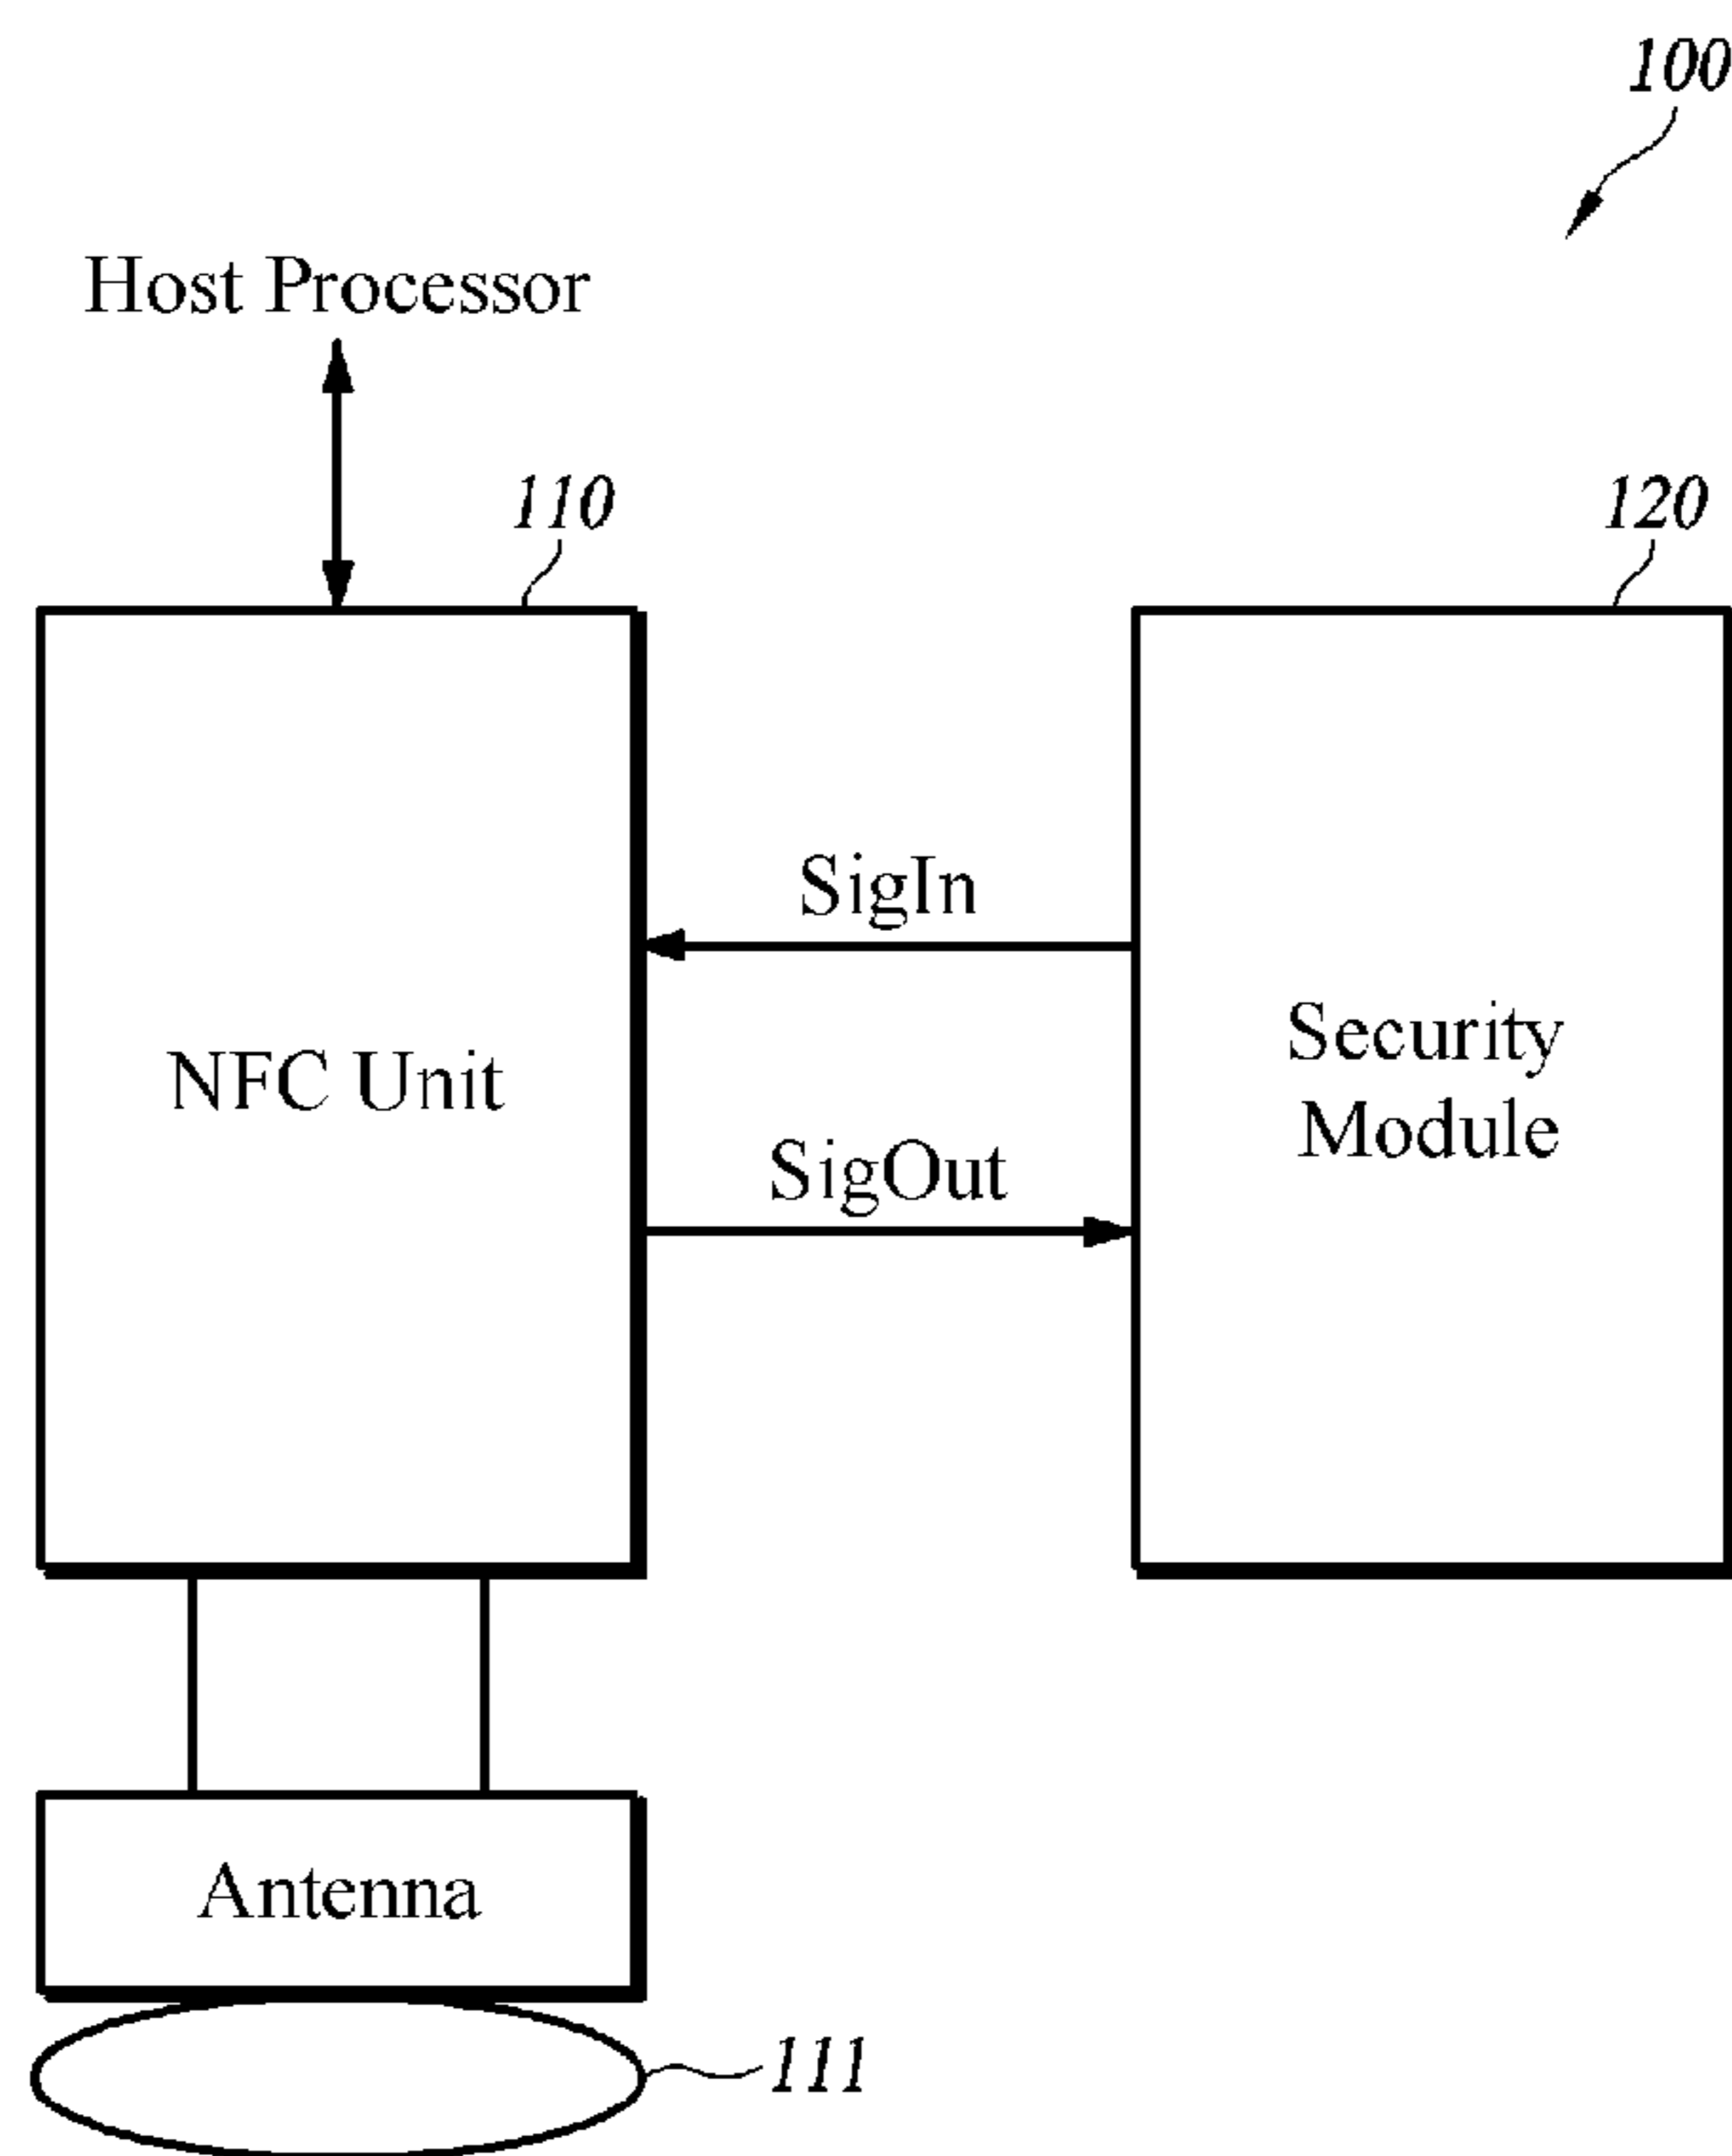 100
Host Processor
110
120
SigIn
NFC Unit
Security
Module
SigOut
Antenna
111